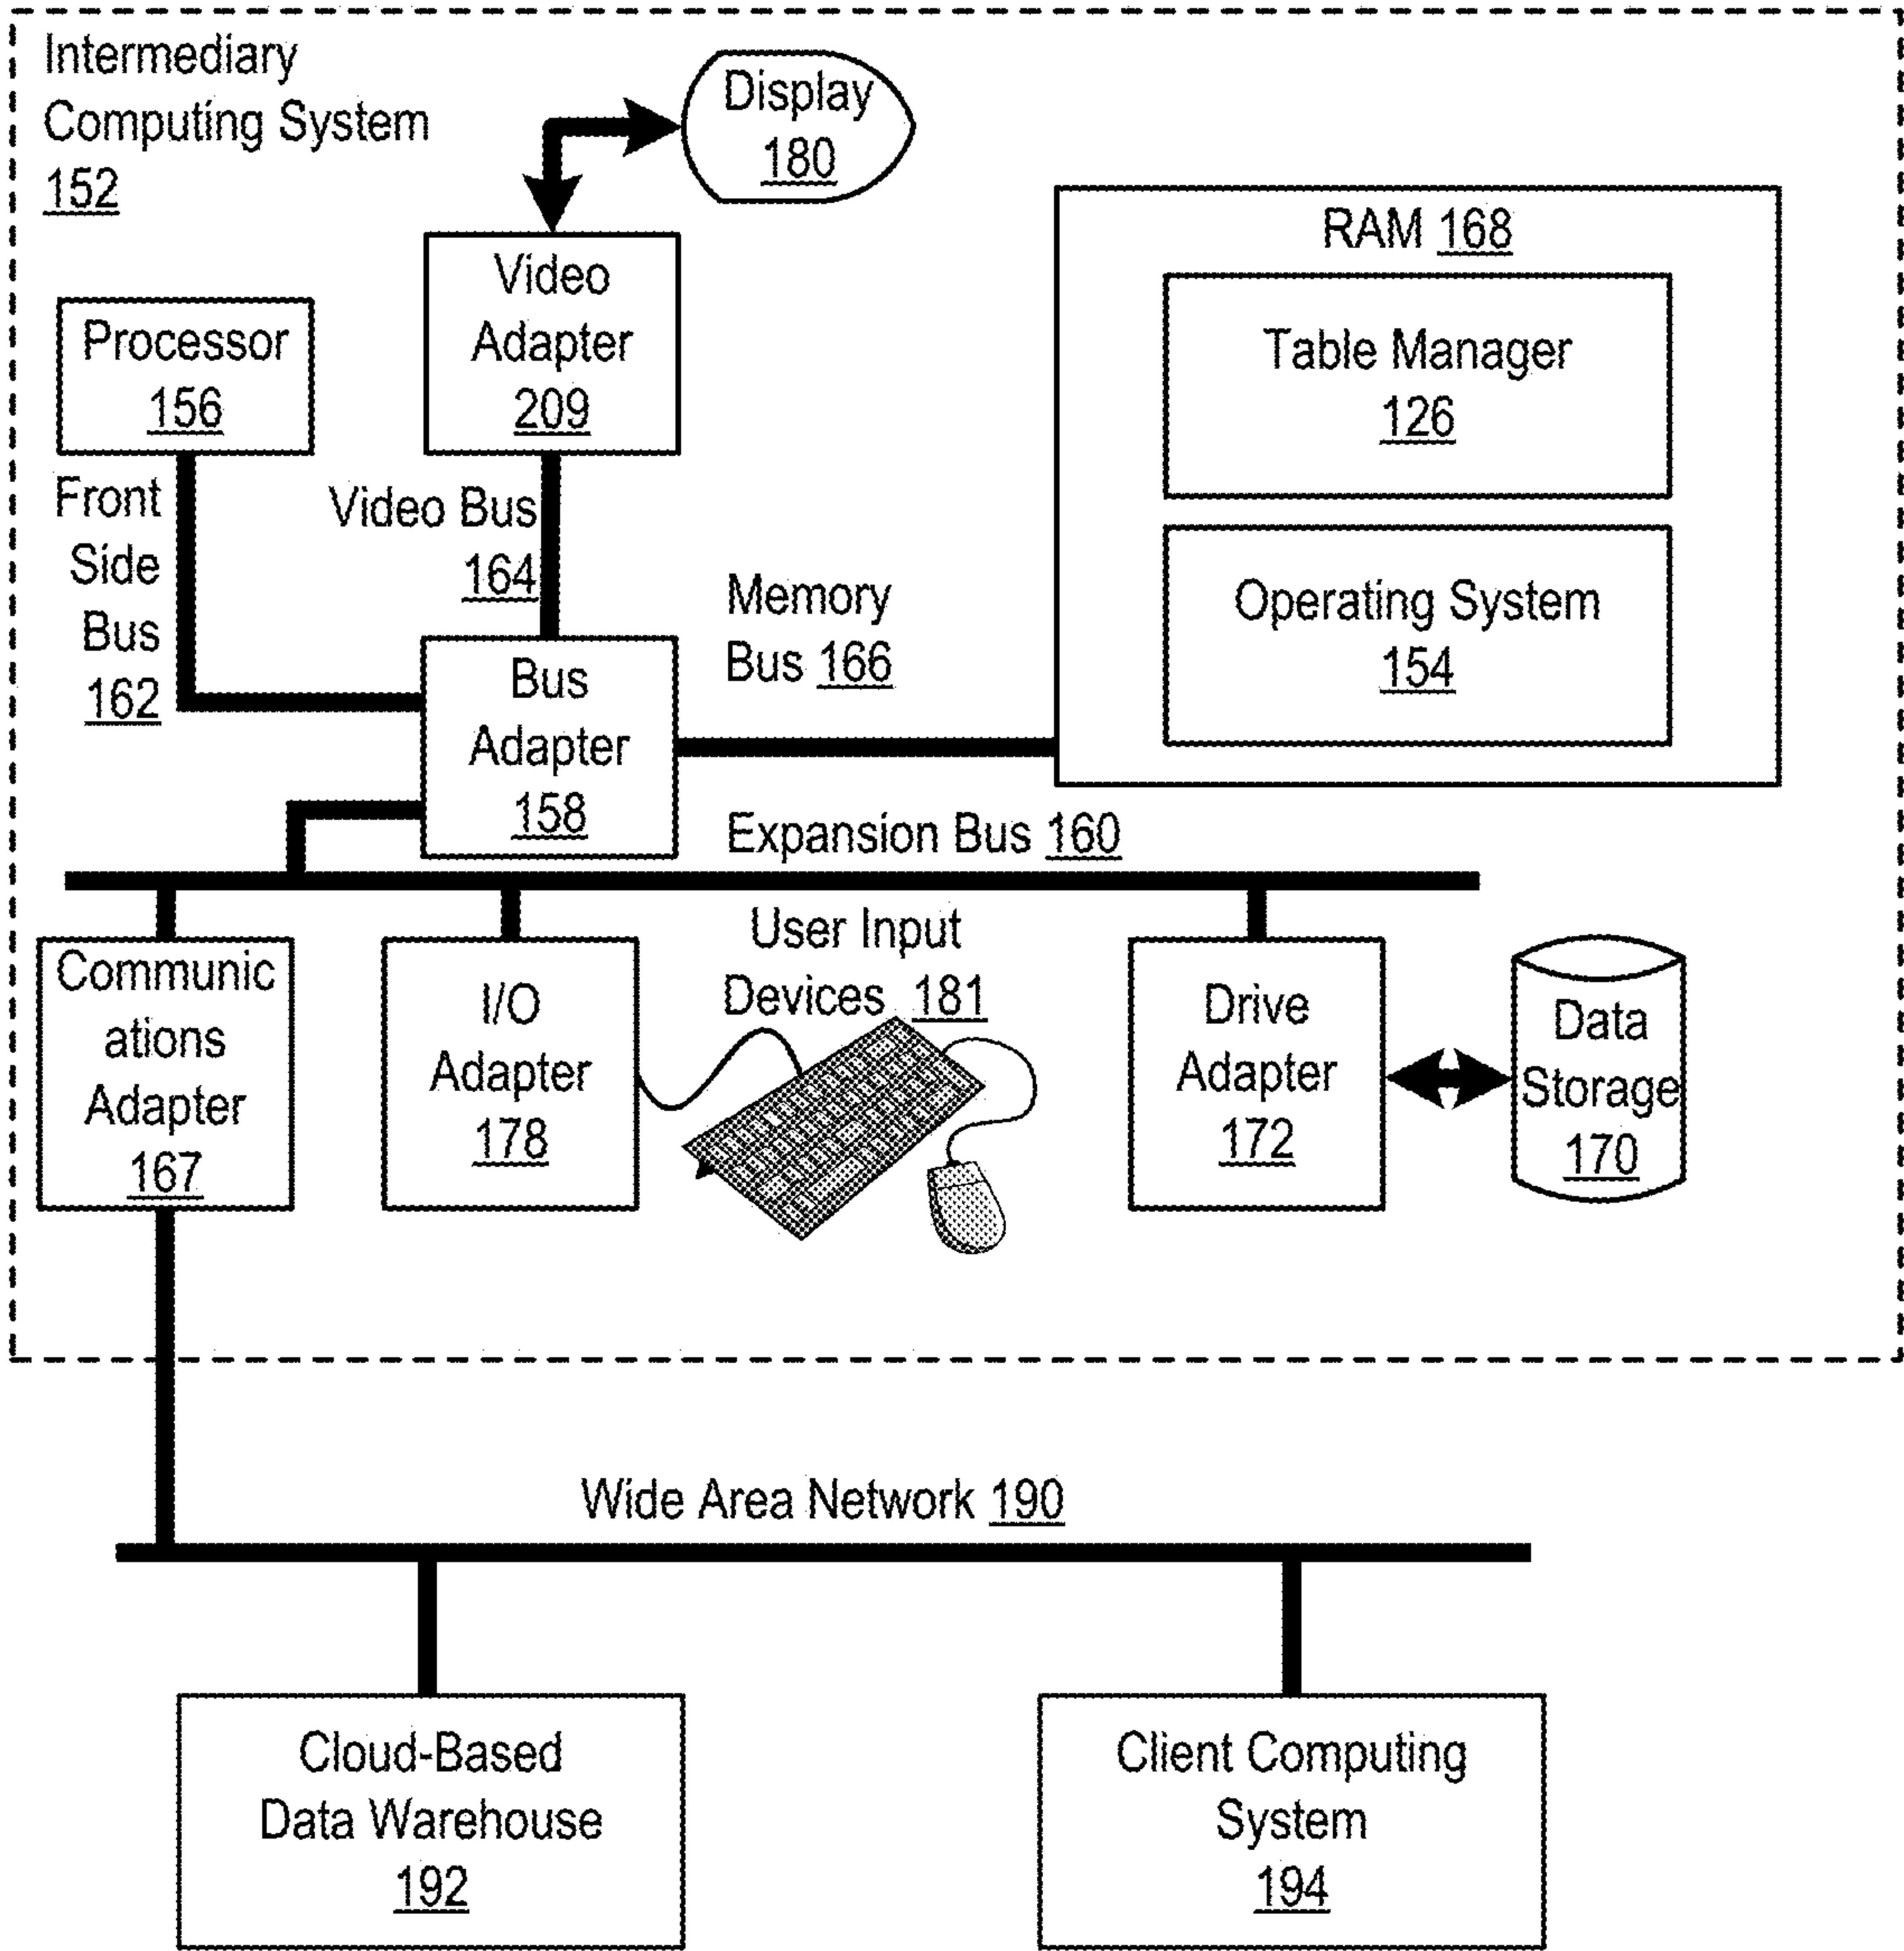 Intermediary
Computing System
152
Display
180
Video
Adapter
209
Processor
156
RAM 168
Table Manager
126
Operating System
154
Front
Side
Bus
162
Video Bus
164
Memory
Bus 166
Bus
Adapter
158
Expansion Bus 160
Communic
ations
Adapter
167
I/O
Adapter
178
User Input
Devices 181
Drive
Adapter
172
Data
Storage
170
Wide Area Network 190
Cloud-Based
Data Warehouse
192
Client Computing
System
194